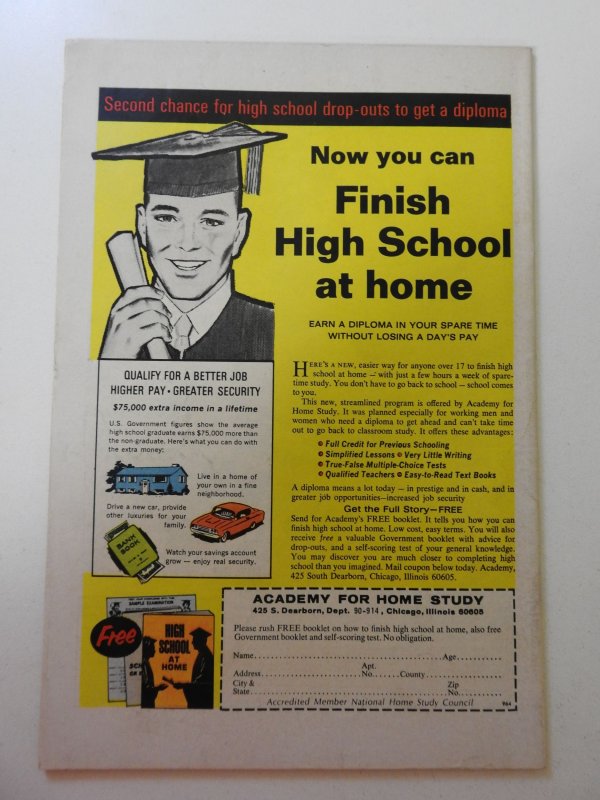 Second chance for high school drop-outs to get a diploma
Now you can
Finish
High School
at home
EARN A DIPLOMA IN YOUR SPARE TIME
WITHOUT LOSING A DAY'S PAY
QUALIFY FOR A BETTER JOB
HIGHER PAY • GREATER SECURITY
$75,000 extra income in a lifetime
U.S. Government figures show the average
high school graduate earns $75,000 more than
the non-graduate. Here's what you can do with
the extra money:
Live in a home of
your own in a fine
neighborhood.
Drive a new car, provide
other luxuries for your
family.
BANK
BOOK
Watch your savings account
grow — enjoy real security.
HERE'S A NEW, easier way for anyone over 17 to finish high
school at home — with just a few hours a week of spare-
time study. You don't have to go back to school — school comes
to you.
This new, streamlined program is offered by Academy for
Home Study. It was planned especially for working men and
women who need a diploma to get ahead and can't take time
out to go back to classroom study. It offers these advantages:
• Full Credit for Previous Schooling
• Simplified Lessons • Very Little Writing
• True-False Multiple-Choice Tests
• Qualified Teachers • Easy-to-Read Text Books
A diploma means a lot today — in prestige and in cash, and in
greater job opportunities—increased job security
Get the Full Story—FREE
Send for Academy's FREE booklet. It tells you how you can
finish high school at home. Low cost, easy terms. You will also
receive free a valuable Government booklet with advice for
drop-outs, and a self-scoring test of your general knowledge.
You may discover you are much closer to completing high
school than you imagined. Mail coupon below today. Academy,
425 South Dearborn, Chicago, Illinois 60605.
SAMPLE EXAMINATION
Free
HIGH
SCHOOL
AT
HOME
ACADEMY FOR HOME STUDY
425 S. Dearborn, Dept. 90-914, Chicago, Illinois 60605
Please rush FREE booklet on how to finish high school at home, also free
Government booklet and self-scoring test. No obligation.
Name Age
Apt.
Address No. County
City & Zip
State No.
Accredited Member National Home Study Council 964